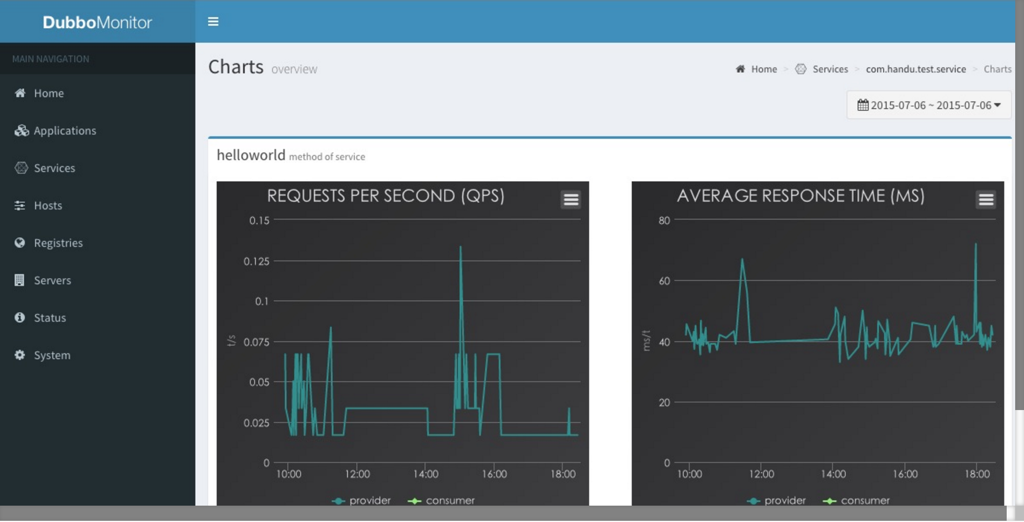 DubboMonitor
MAIN NAVIGATION
Home
Applications
Services
Hosts
Registries
Servers
Status
System
Charts overview
Home > Services > com.handu.test.service > Charts
2015-07-06 ~ 2015-07-06
helloworld method of service
REQUESTS PER SECOND (QPS)
0.15
0.125
0.1
0.075
0.05
0.025
0
t/s
10:00 12:00 14:00 16:00 18:00
provider consumer
AVERAGE RESPONSE TIME (MS)
80
60
40
20
0
ms/t
10:00 12:00 14:00 16:00 18:00
provider consumer